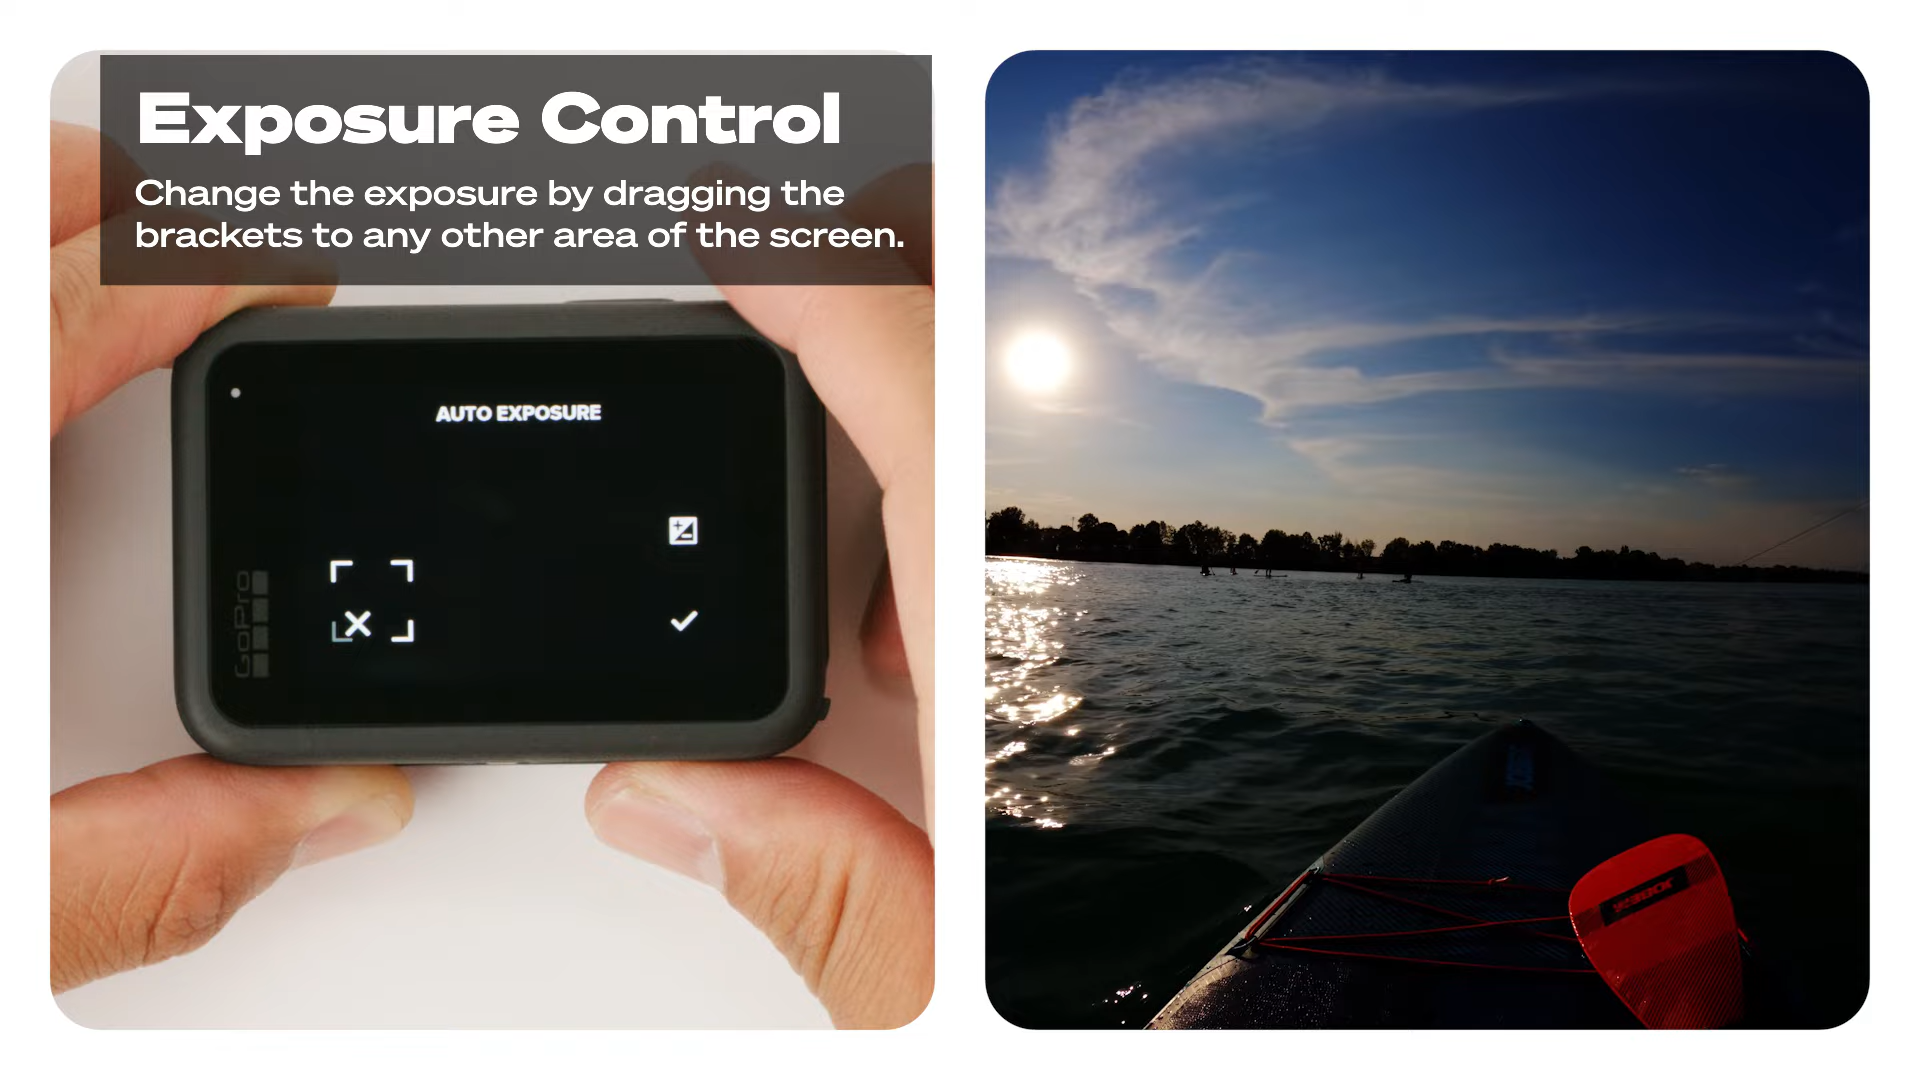 Exposure Control
Change the exposure by dragging the
brackets to any other area of the screen.
AUTO EXPOSURE
GoPro
JOBE